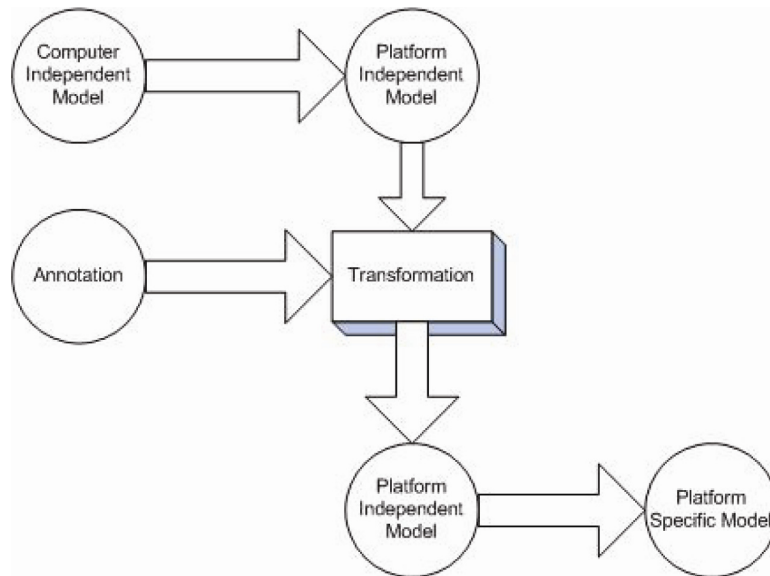 Computer
Independent
Model
Platform
Independent
Model
Annotation
Transformation
Platform
Independent
Model
Platform
Specific Model